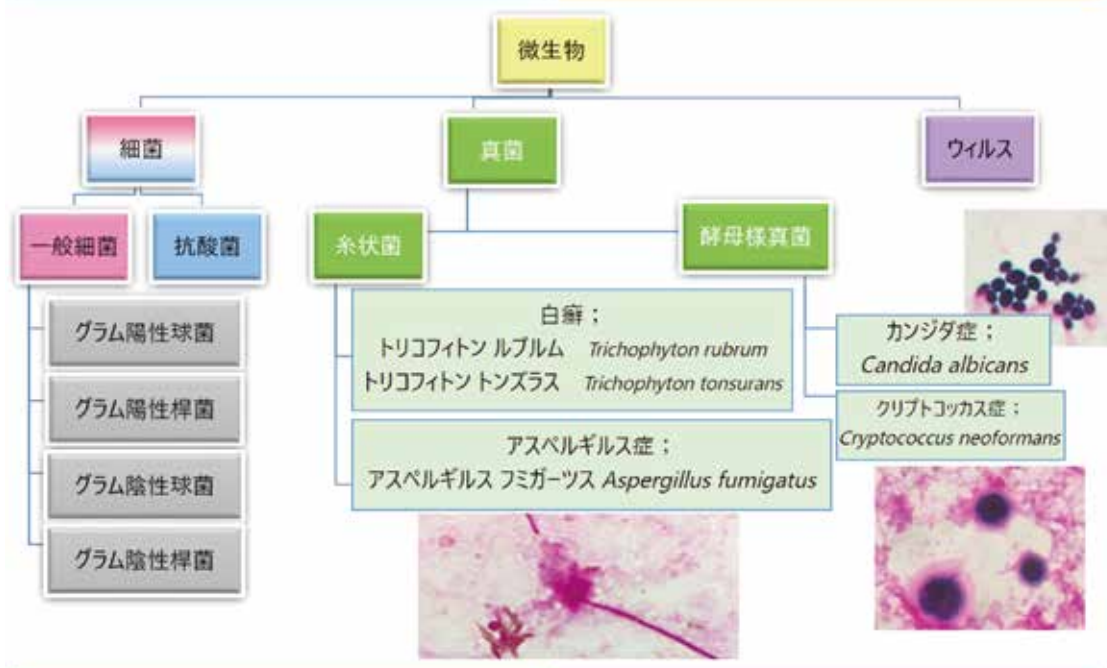 微生物
細菌
真菌
ウィルス
一般細菌
抗酸菌
糸状菌
酵母様真菌
グラム陽性球菌
グラム陽性桿菌
グラム陰性球菌
グラム陰性桿菌
白癬；
トリコフィトン ルブルム Trichophyton rubrum
トリコフィトン トンズラス Trichophyton tonsurans
アスペルギルス症；
アスペルギルス フミガーツス Aspergillus fumigatus
カンジダ症；
Candida albicans
クリプトコッカス症；
Cryptococcus neoformans